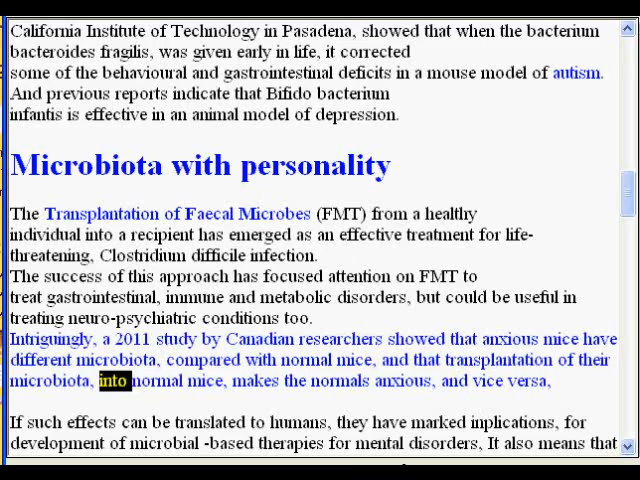 California Institute of Technology in Pasadena, showed that when the bacterium
bacteroides fragilis, was given early in life, it corrected
some of the behavioural and gastrointestinal deficits in a mouse model of autism.
And previous reports indicate that Bifido bacterium
infantis is effective in an animal model of depression.
Microbiota with personality
The Transplantation of Faecal Microbes (FMT) from a healthy
individual into a recipient has emerged as an effective treatment for life-
threatening, Clostridium difficile infection.
The success of this approach has focused attention on FMT to
treat gastrointestinal, immune and metabolic disorders, but could be useful in
treating neuro-psychiatric conditions too.
Intriguingly, a 2011 study by Canadian researchers showed that anxious mice have
different microbiota, compared with normal mice, and that transplantation of their
microbiota, into normal mice, makes the normals anxious, and vice versa,
If such effects can be translated to humans, they have marked inplications, for
development of microbial -based therapies for mental disorders, It also means that